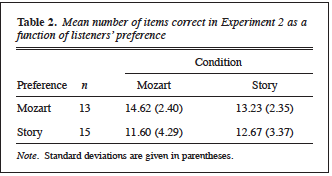 Table 2. Mean number of items correct in Experiment 2 as a
function of listeners' preference
Condition
Preference n Mozart Story
Mozart 13 14.62 (2.40) 13.23 (2.35)
Story 15 11.60 (4.29) 12.67 (3.37)
Note. Standard deviations are given in parentheses.